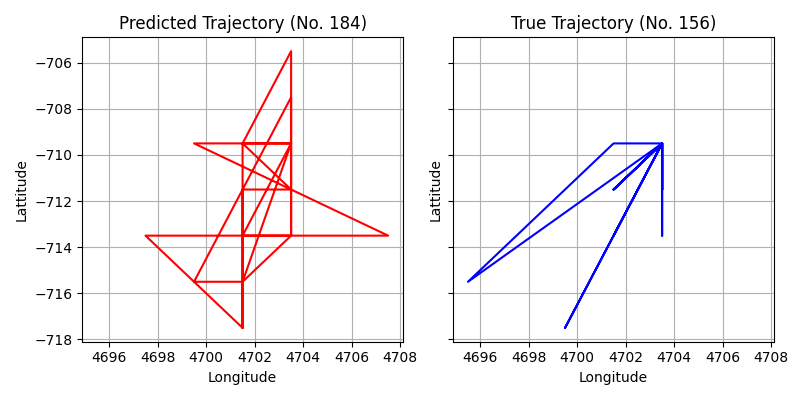 Predicted Trajectory (No. 184)
True Trajectory (No. 156)
−706
−708
−710
−712
−714
−716
−718
Lattitude
Lattitude
4696 4698 4700 4702 4704 4706 4708
4696 4698 4700 4702 4704 4706 4708
Longitude
Longitude